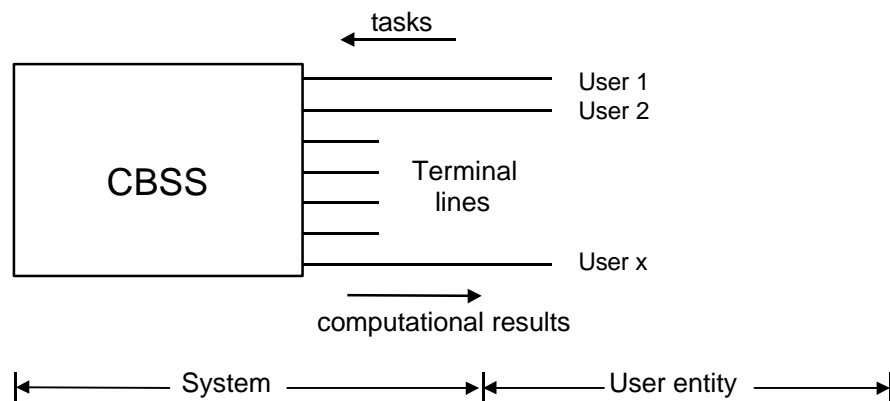 tasks
User 1
User 2
CBSS
Terminal
lines
User x
computational results
System
User entity